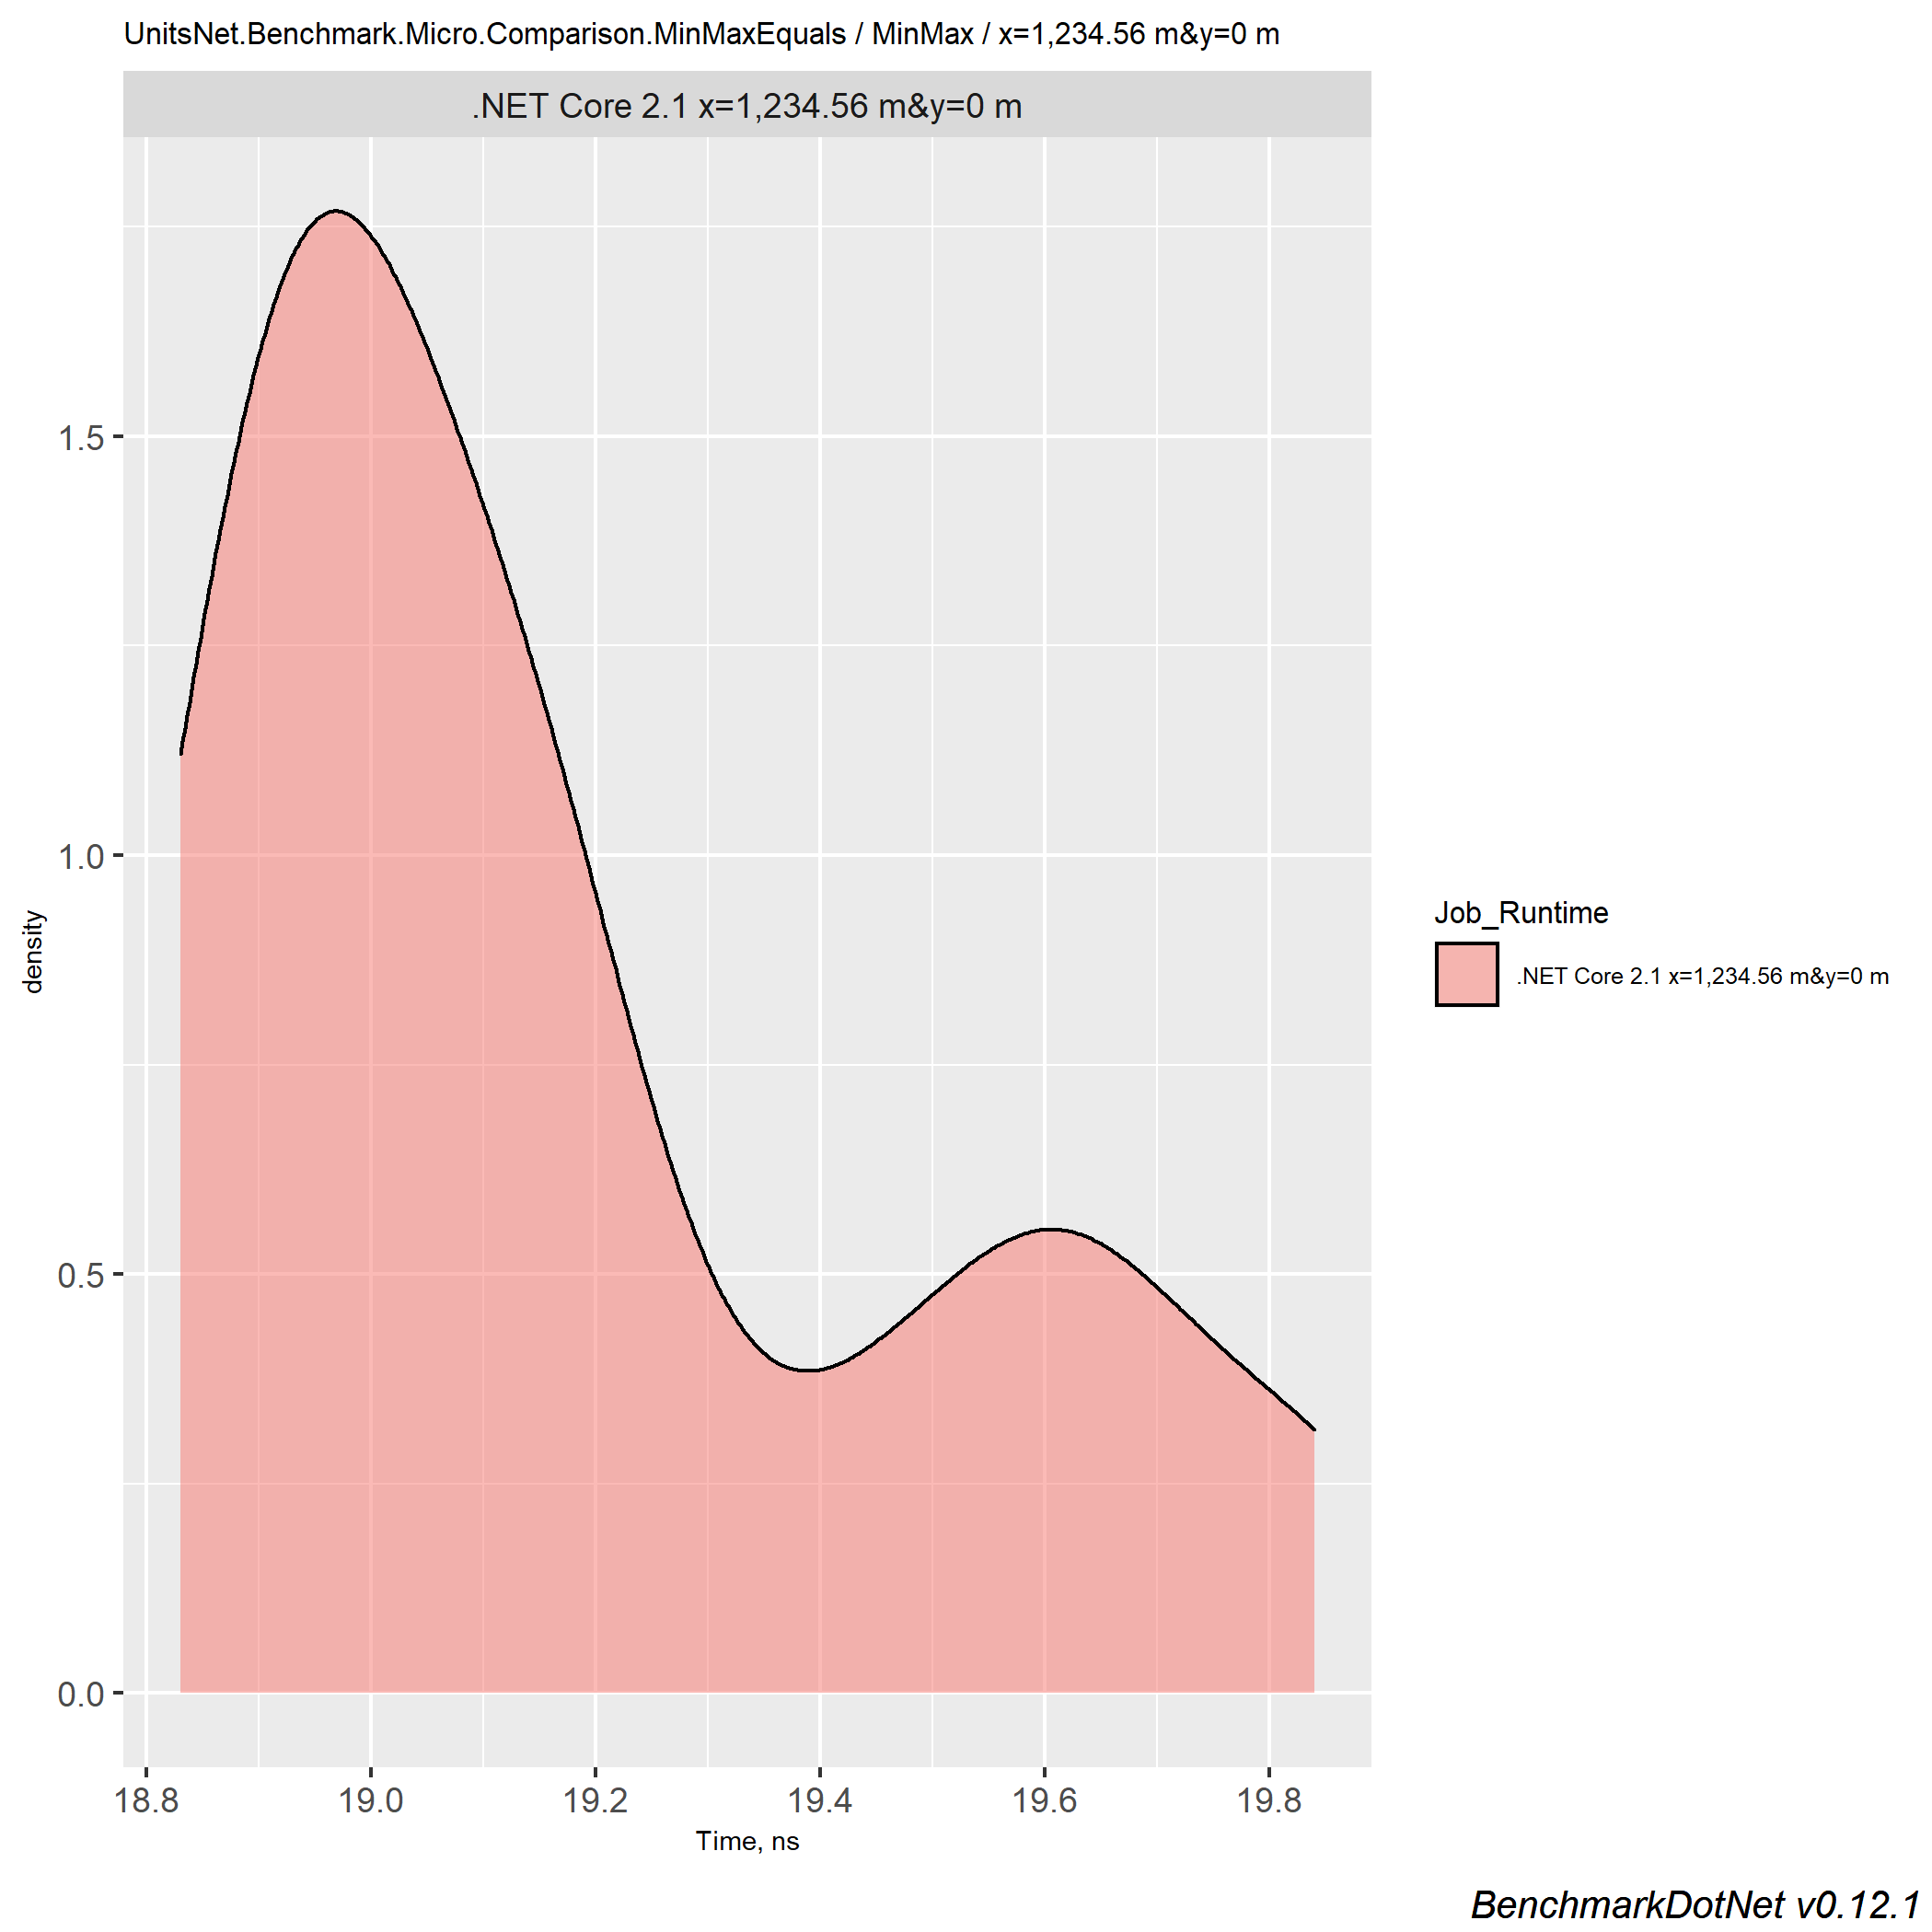 UnitsNet.Benchmark.Micro.Comparison.MinMaxEquals / MinMax / x=1,234.56 m&y=0 m
.NET Core 2.1 x=1,234.56 m&y=0 m
1.5
1.0
0.5
0.0
density
18.8 19.0 19.2 19.4 19.6 19.8
Time, ns
Job_Runtime
.NET Core 2.1 x=1,234.56 m&y=0 m
BenchmarkDotNet v0.12.1